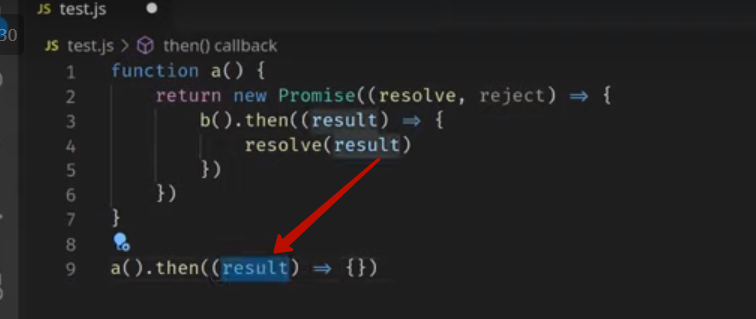 JS test.js
30
JS test.js > then() callback
1 function a() {
2 return new Promise((resolve, reject) => {
3 b().then((result) => {
4 resolve(result)
5 })
6 })
7 }
8
9 a().then((result) => {})